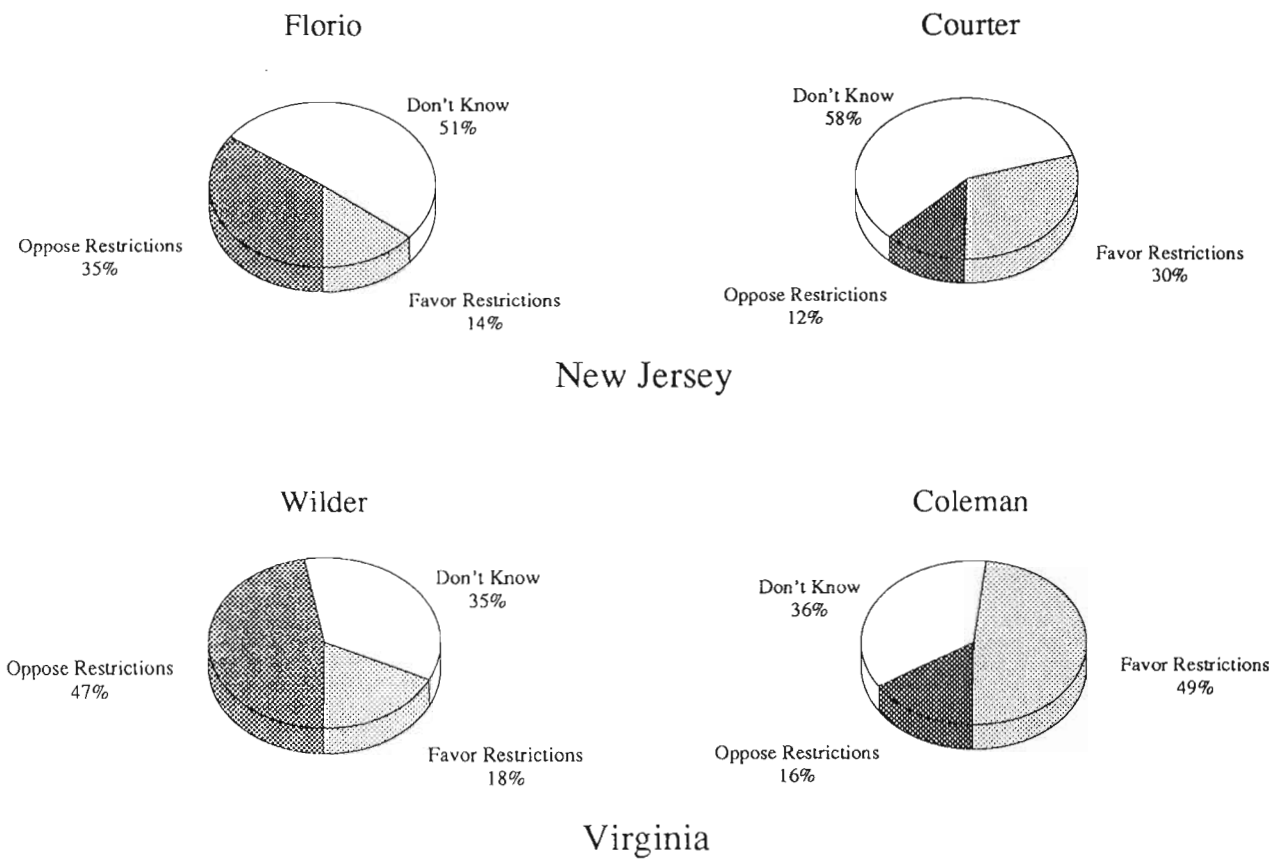 Florio
Courter
Don't Know
51%
Don't Know
58%
Oppose Restrictions
35%
Favor Restrictions
14%
Favor Restrictions
30%
Oppose Restrictions
12%
New Jersey
Wilder
Coleman
Don't Know
35%
Don't Know
36%
Oppose Restrictions
47%
Favor Restrictions
18%
Favor Restrictions
49%
Oppose Restrictions
16%
Virginia